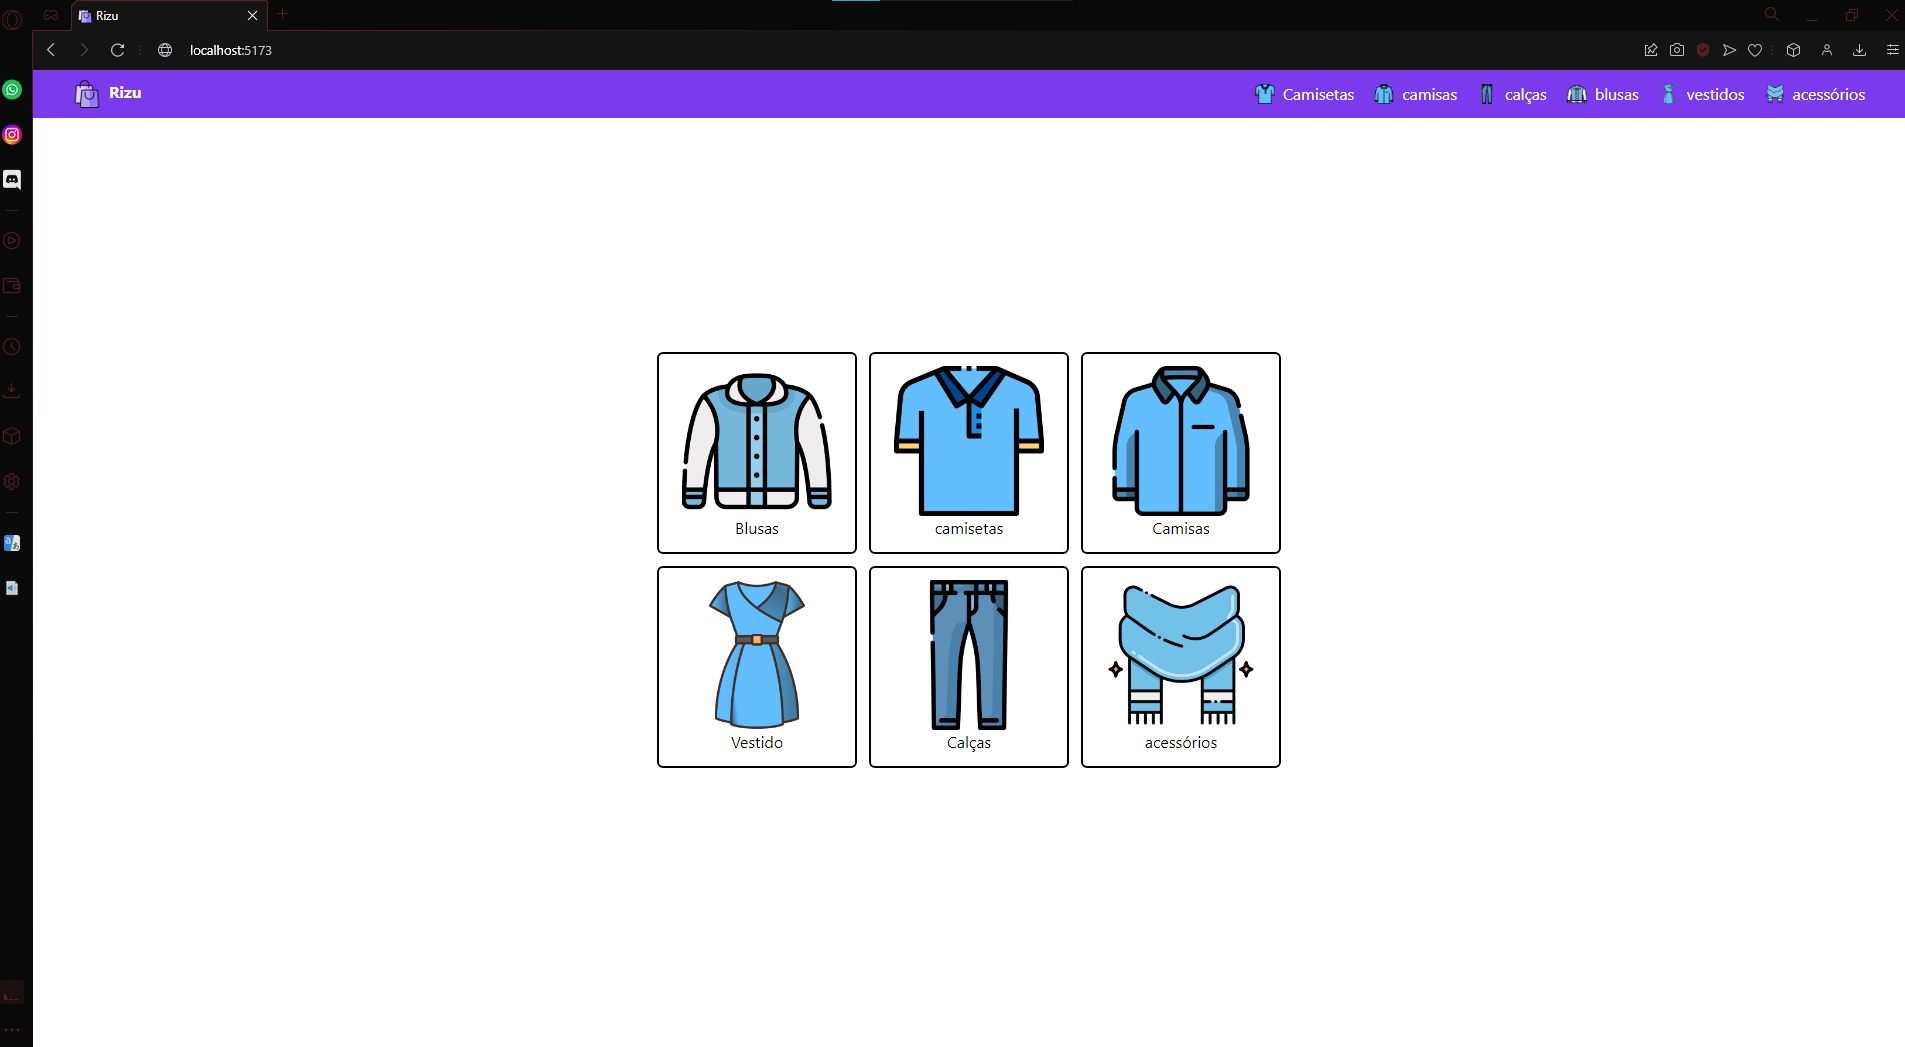 Rizu
localhost:5173
Rizu
Camisetas camisas calças blusas vestidos acessórios
Blusas camisetas Camisas
Vestido Calças acessórios